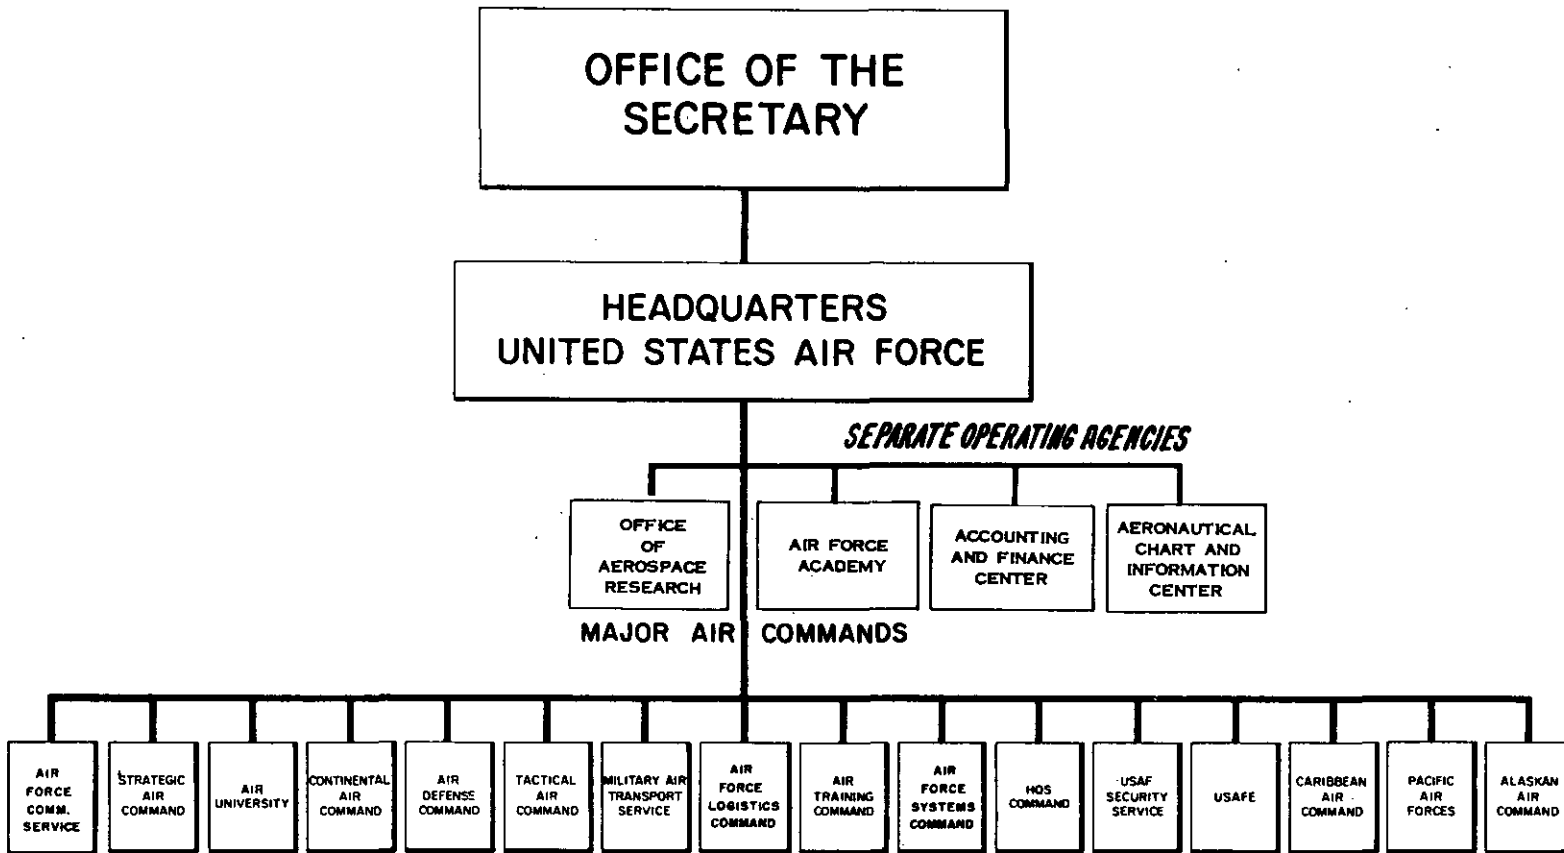 OFFICE OF THE
SECRETARY
HEADQUARTERS
UNITED STATES AIR FORCE
SEPARATE OPERATING AGENCIES
OFFICE
OF
AEROSPACE
RESEARCH
AIR FORCE
ACADEMY
ACCOUNTING
AND FINANCE
CENTER
AERONAUTICAL
CHART AND
INFORMATION
CENTER
MAJOR AIR COMMANDS
AIR
FORCE
COMM.
SERVICE
STRATEGIC
AIR
COMMAND
AIR
UNIVERSITY
CONTINENTAL
AIR
COMMAND
AIR
DEFENSE
COMMAND
TACTICAL
AIR
COMMAND
MILITARY AIR
TRANSPORT
SERVICE
AIR
FORCE
LOGISTICS
COMMAND
AIR
TRAINING
COMMAND
AIR
FORCE
SYSTEMS
COMMAND
HQS
COMMAND
USAF
SECURITY
SERVICE
USAFE
CARIBBEAN
AIR
COMMAND
PACIFIC
AIR
FORCES
ALASKAN
AIR
COMMAND